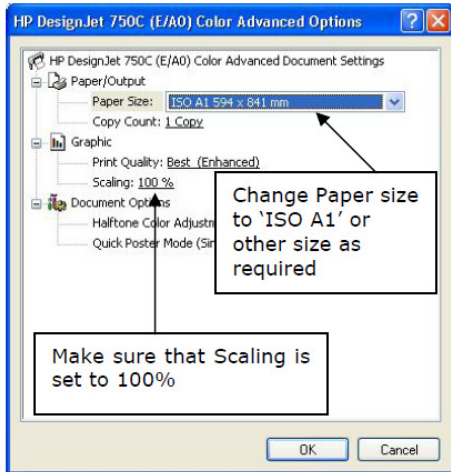 HP DesignJet 750C (E/A0) Color Advanced Options
HP DesignJet 750C (E/A0) Color Advanced Document Settings
Paper/Output
Paper Size: ISO A1 594 x 841 mm
Copy Count: 1 Copy
Graphic
Print Quality: Best (Enhanced)
Scaling: 100 %
Document Options
Halftone Color Adjustm
Quick Poster Mode (Sin
Change Paper size
to ‘ISO A1’ or
other size as
required
Make sure that Scaling is
set to 100%
OK Cancel